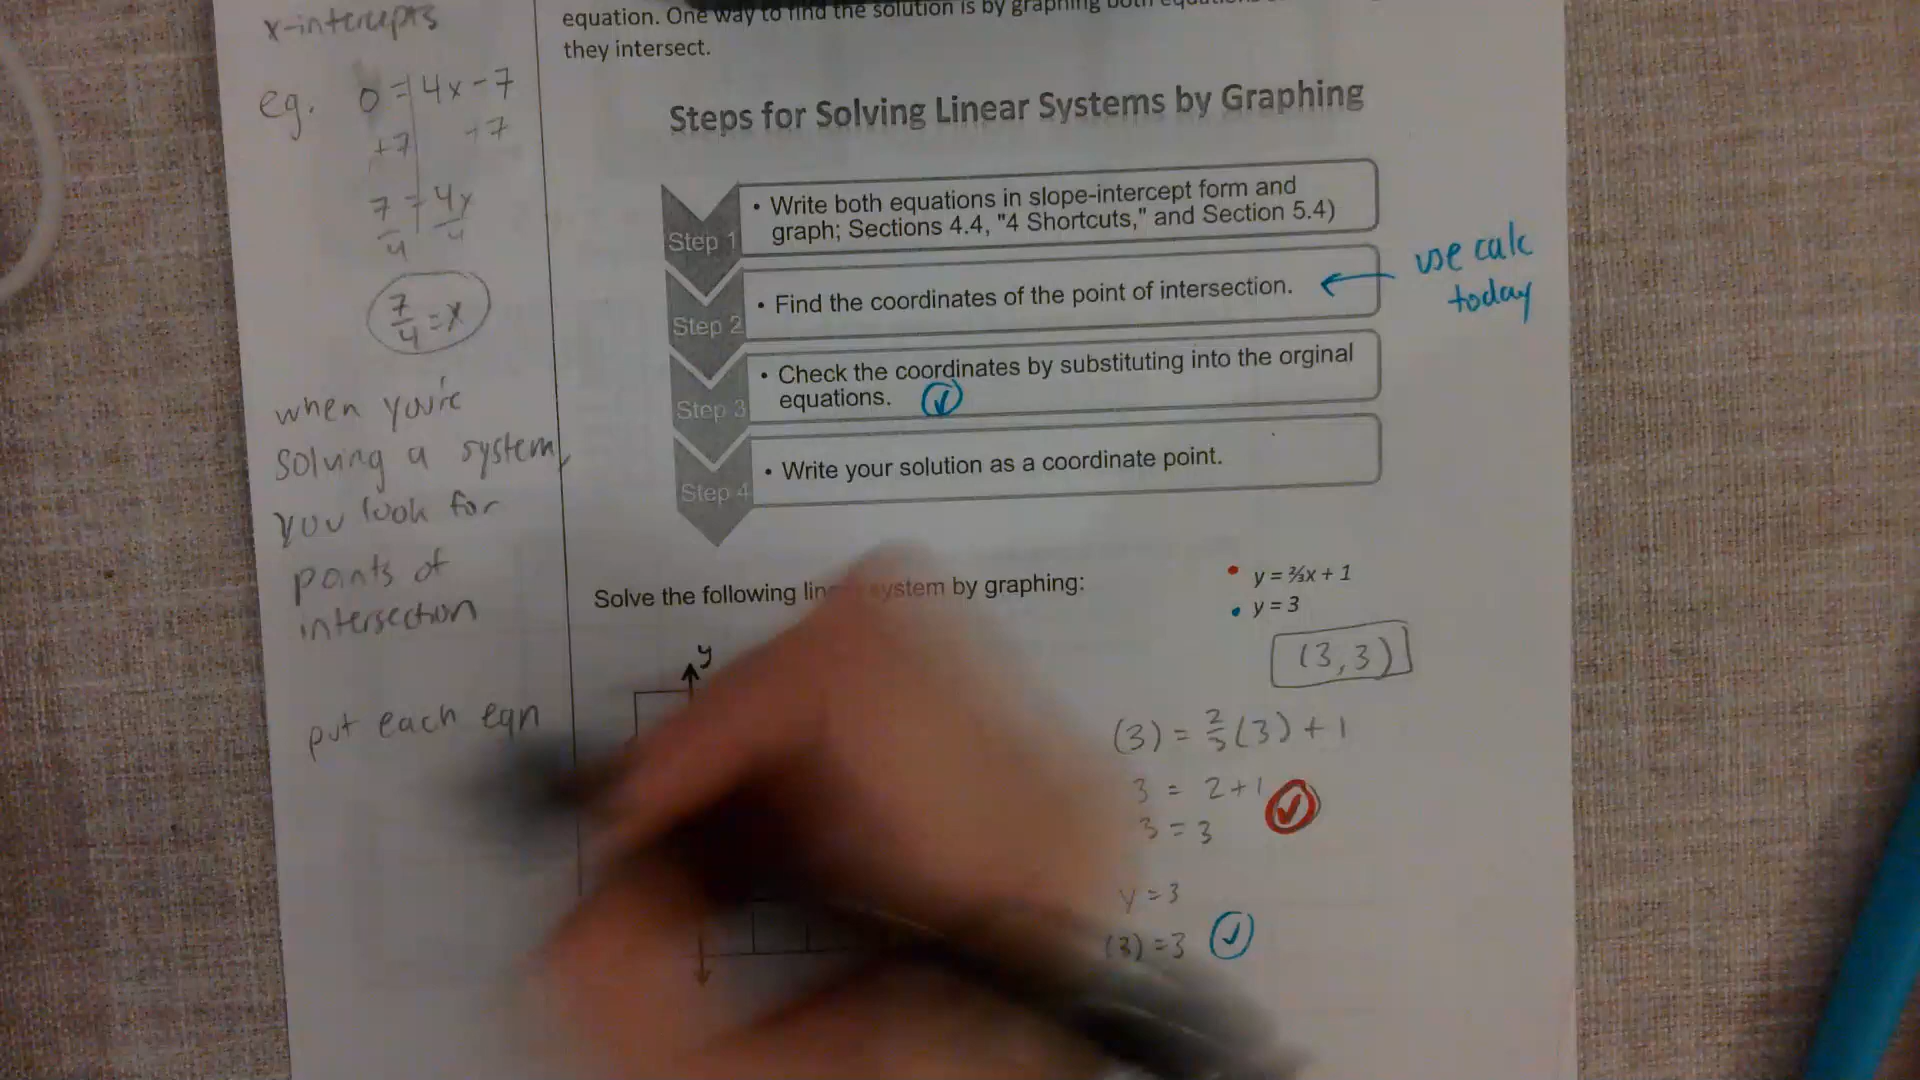 x-intercepts
eg. 0 = 4x - 7
+7 +7
7 = 4x
4 4
7/4 = x
when you're
solving a system,
you look for
points of
intersection
put each eqn
equation. One way to find the solution is by graphing both
they intersect.
Steps for Solving Linear Systems by Graphing
Step 1
• Write both equations in slope-intercept form and
graph; Sections 4.4, "4 Shortcuts," and Section 5.4)
Step 2
• Find the coordinates of the point of intersection.
use calc
today
Step 3
• Check the coordinates by substituting into the orginal
equations. ✓
Step 4
• Write your solution as a coordinate point.
Solve the following system by graphing:
• y = ⅔x + 1
• y = 3
(3,3)
y
(3) = 2/3 (3) + 1
3 = 2+1 ✓
3 = 3
y = 3
(3) = 3 ✓